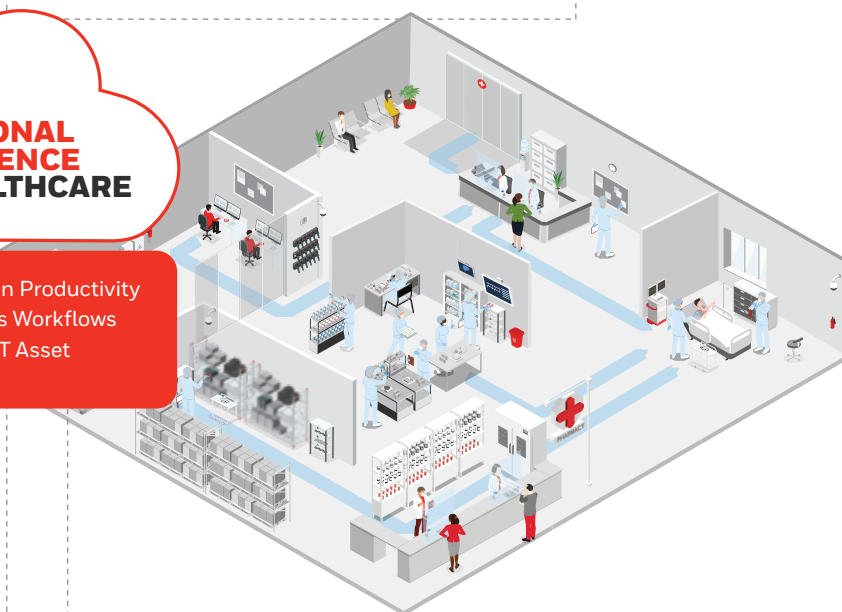 ONAL
ENCE
LTHCARE
n Productivity
s Workflows
T Asset
PHARMACY